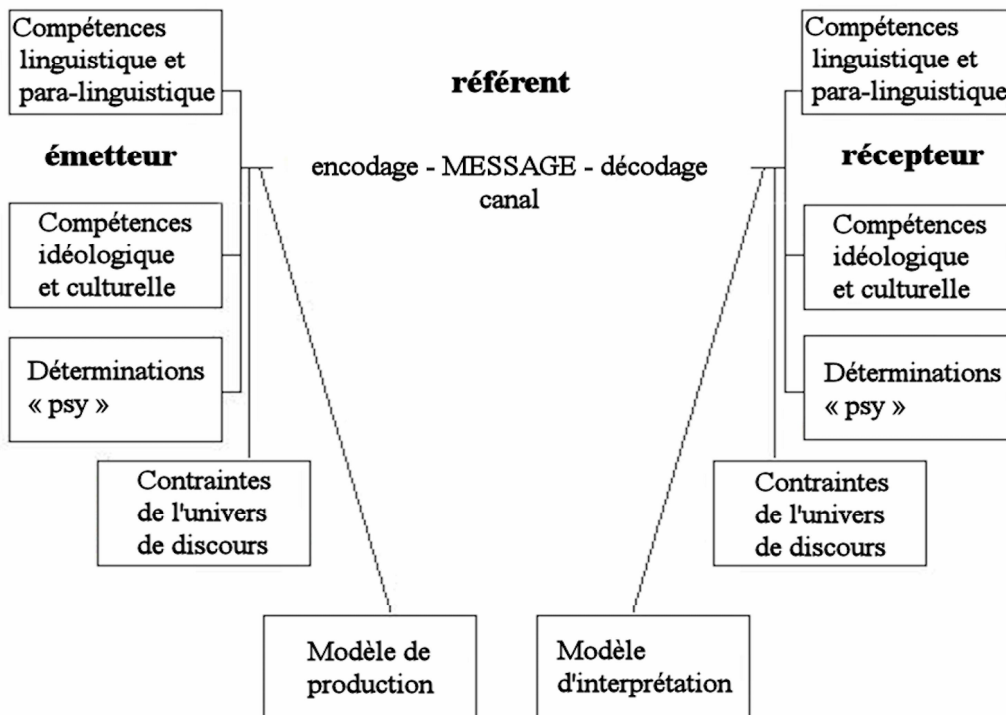 Compétences
linguistique et
para-linguistique
référent
Compétences
linguistique et
para-linguistique
émetteur
encodage - MESSAGE - décodage
canal
récepteur
Compétences
idéologique
et culturelle
Compétences
idéologique
et culturelle
Déterminations
« psy »
Déterminations
« psy »
Contraintes
de l'univers
de discours
Contraintes
de l'univers
de discours
Modèle de
production
Modèle
d'interprétation